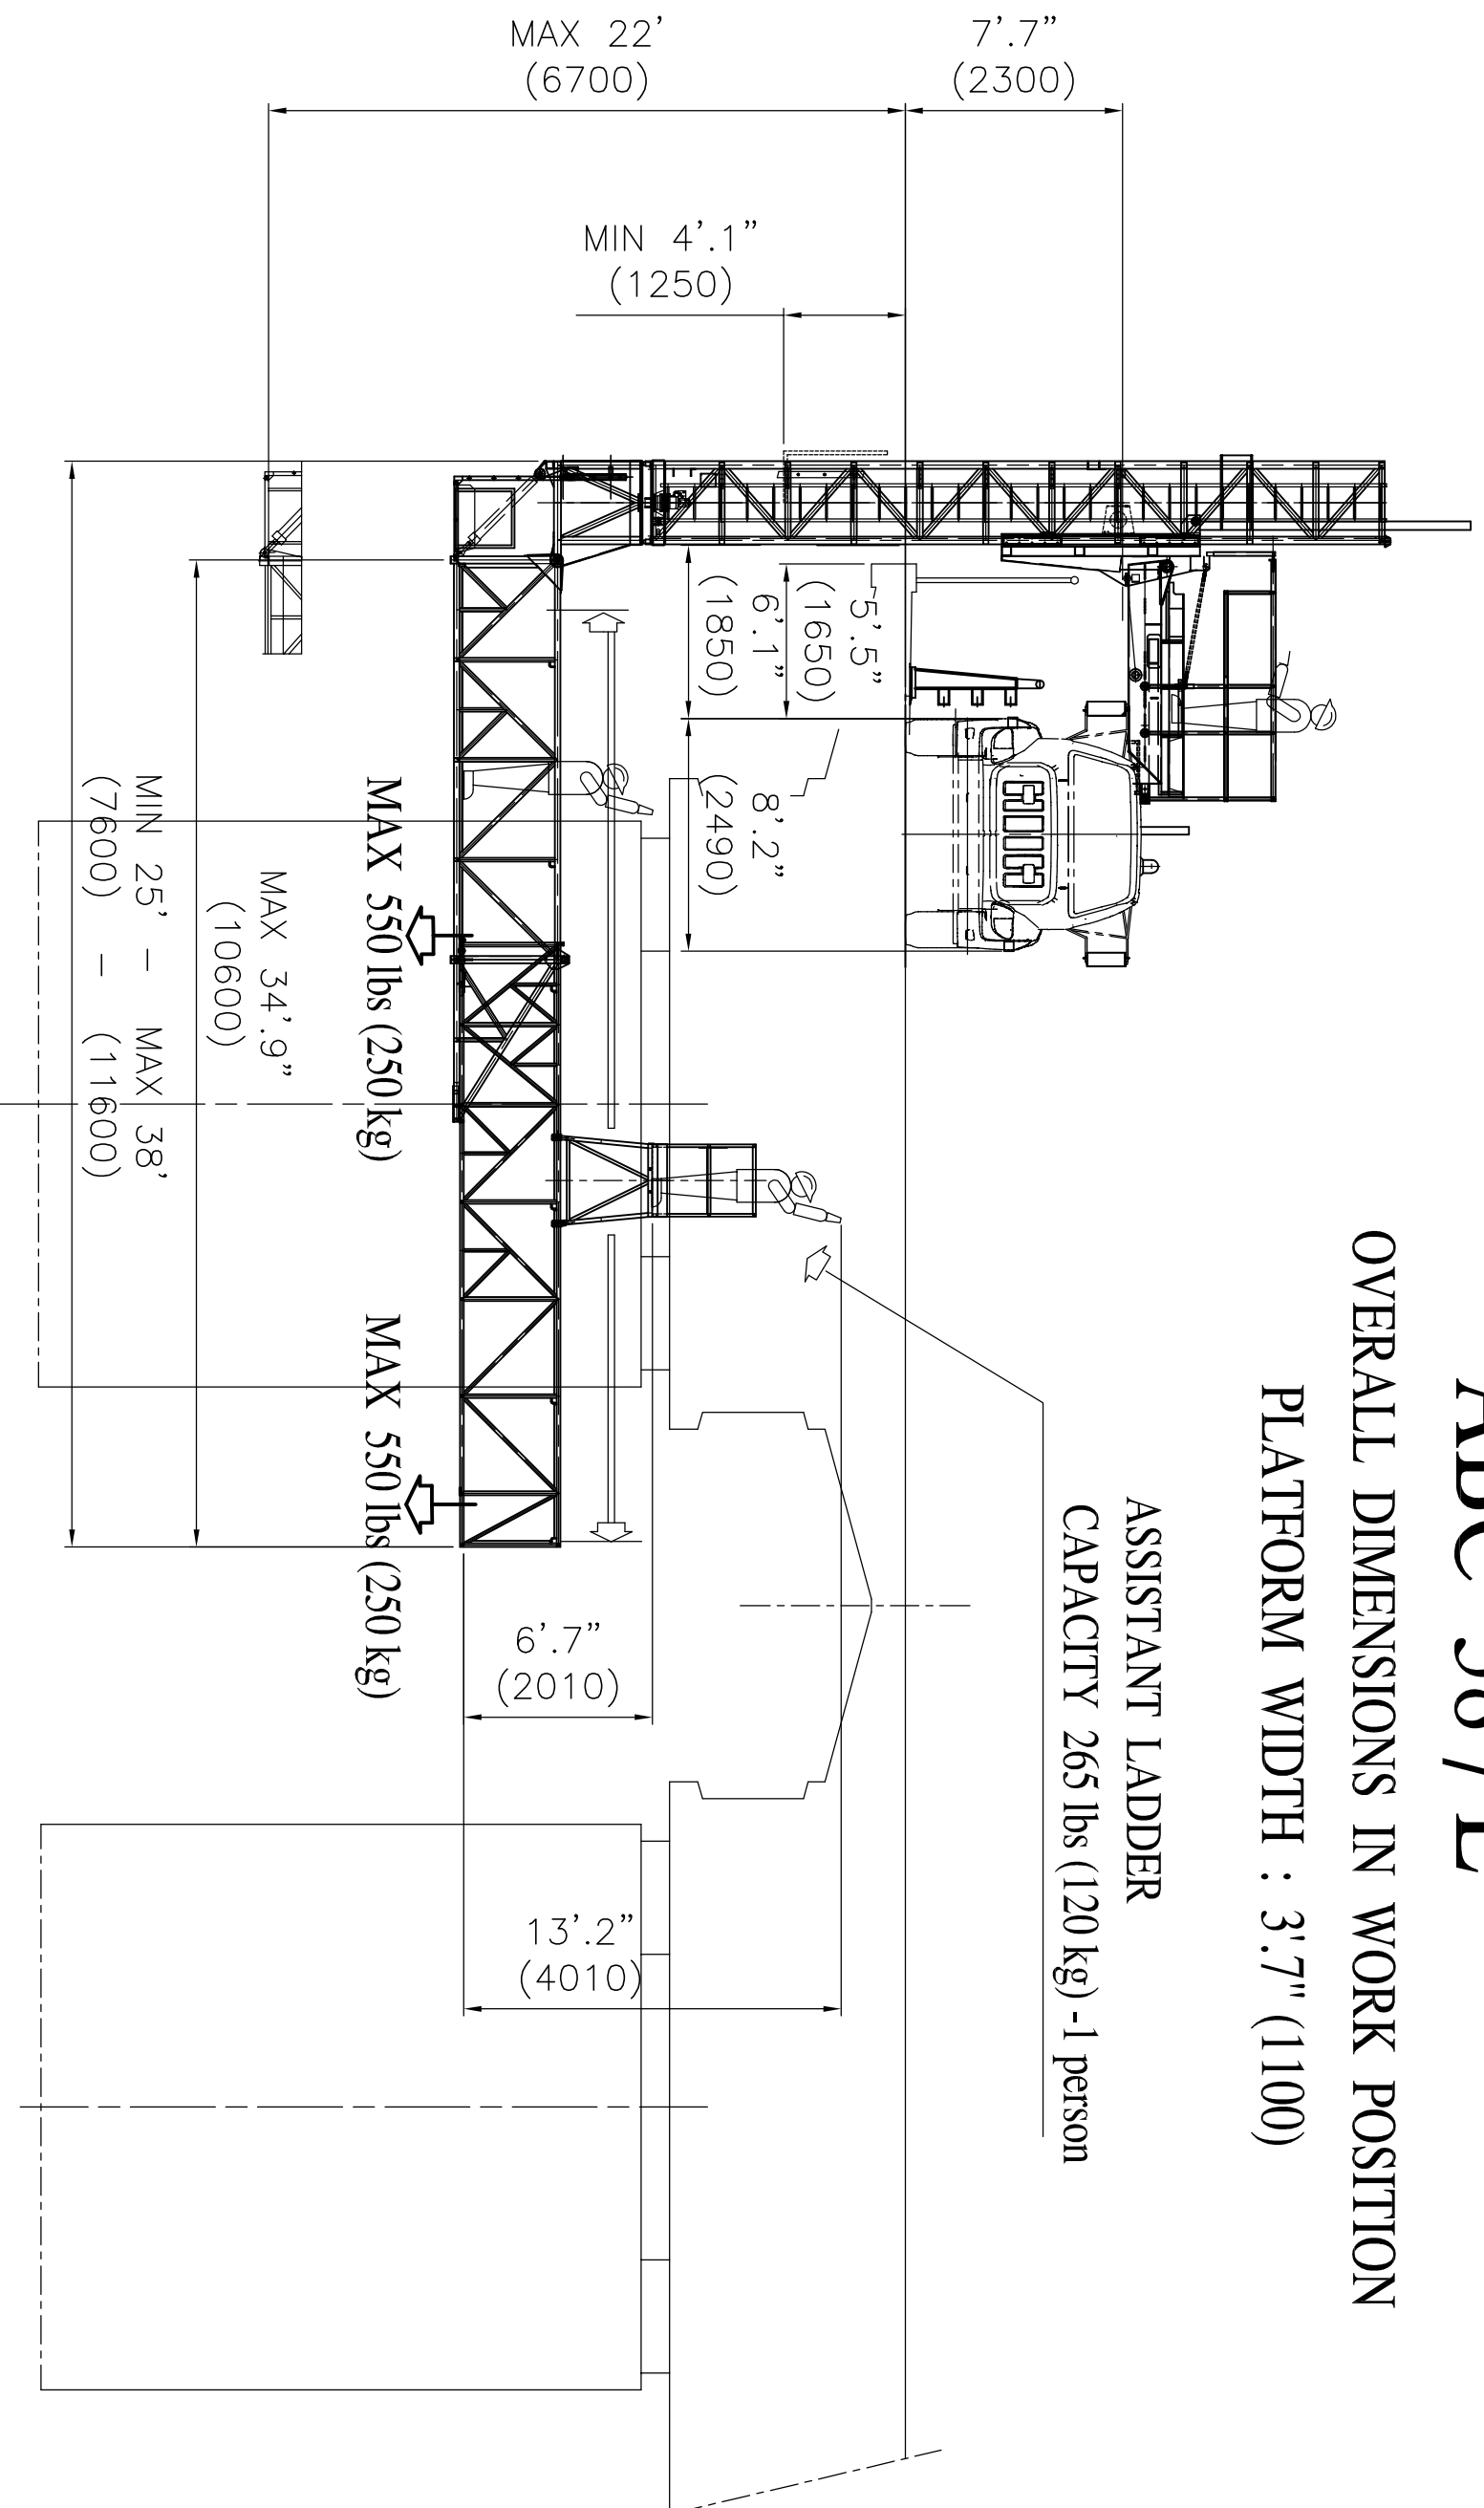 ABC 38 / L
OVERALL DIMENSIONS IN WORK POSITION
PLATFORM WIDTH : 3'.7" (1100)
ASSISTANT LADDER
CAPACITY 265 lbs (120 kg) -1 person
7'.7"
(2300)
MAX 22'
(6700)
MIN 4'.1"
(1250)
5'.5"
(1650)
6'.1"
(1850)
8'.2"
(2490)
MAX 550 lbs (250 kg)
MAX 550 lbs (250 kg)
MAX 34'.9"
(10600)
MIN 25' - MAX 38'
(7600) - (11600)
6'.7"
(2010)
13'.2"
(4010)